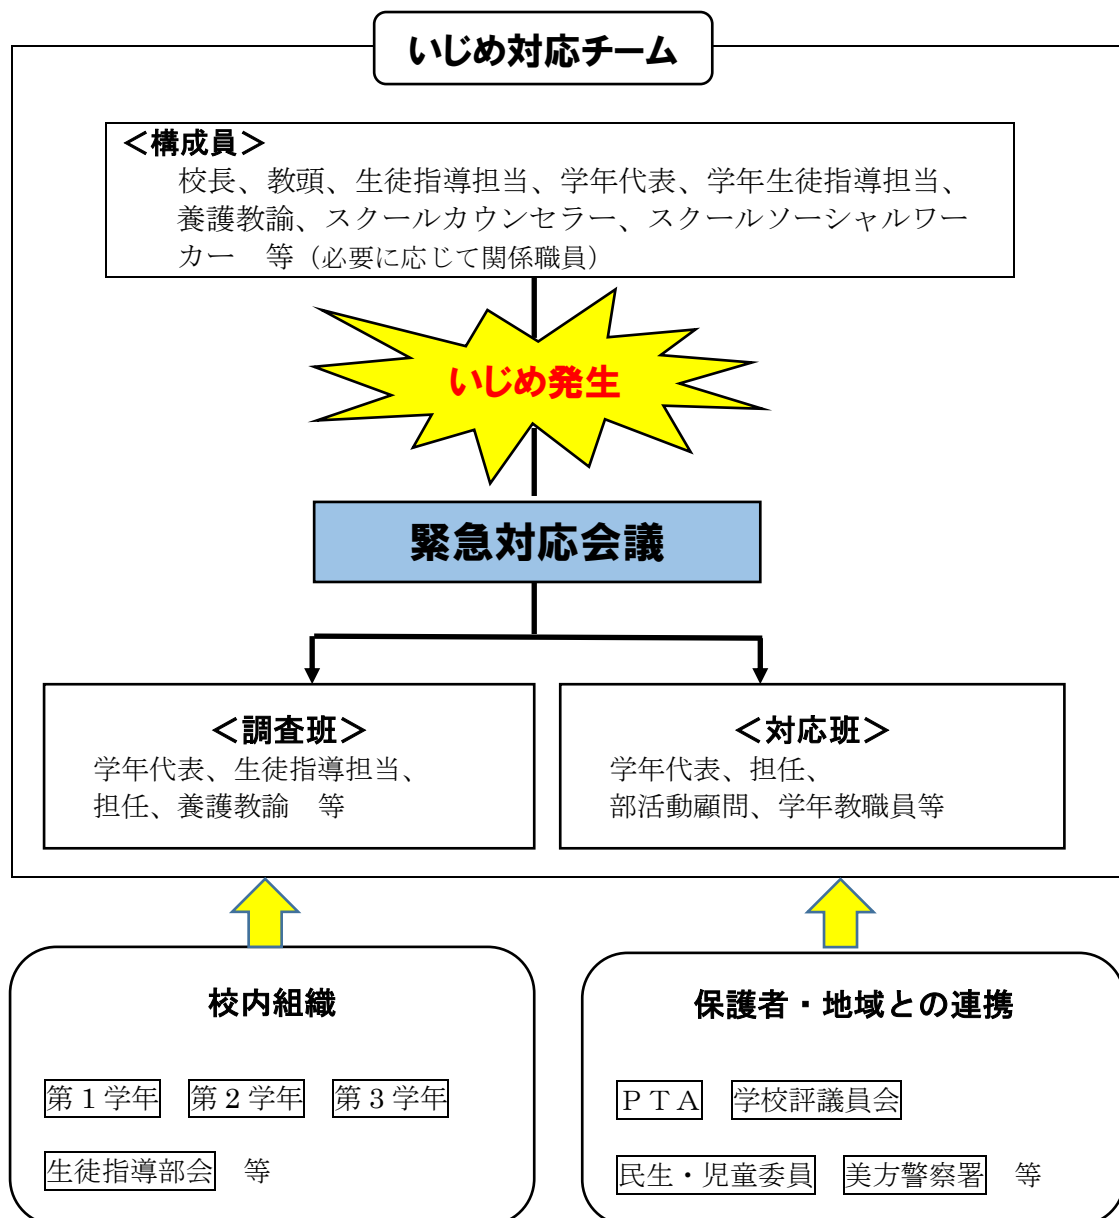 いじめ対応チーム
＜構成員＞
校長、教頭、生徒指導担当、学年代表、学年生徒指導担当、
養護教諭、スクールカウンセラー、スクールソーシャルワー
カー　等（必要に応じて関係職員）
いじめ発生
緊急対応会議
＜調査班＞
学年代表、生徒指導担当、
担任、養護教諭　等
＜対応班＞
学年代表、担任、
部活動顧問、学年教職員等
校内組織
第１学年　第２学年　第３学年
生徒指導部会　等
保護者・地域との連携
ＰＴＡ　学校評議員会
民生・児童委員　美方警察署　等